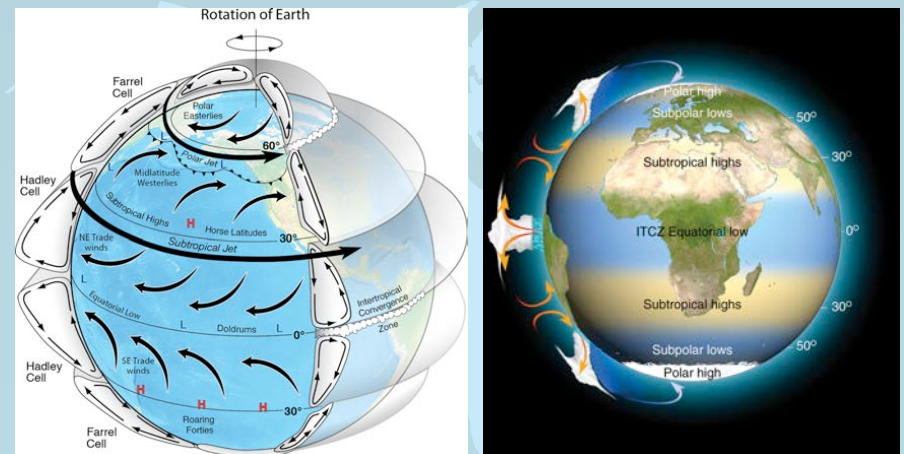 Rotation of Earth
Farrel
Cell
Polar
Easterlies
60°
L
Polar Jet
L
L
Midlatitude
Westerlies
Hadley
Cell
Subtropical Highs
H
Horse Latitudes
30°
Subtropical Jet
NE Trade
winds
L
Equatorial Low
L
Doldrums
L
0°
Intertropical
Convergence
Zone
SE Trade
winds
Hadley
Cell
H
H
H
30°
Roaring
Forties
Farrel
Cell
Polar high
Subpolar lows
50°
30°
Subtropical highs
ITCZ Equatorial low
0°
Subtropical highs
30°
Subpolar lows
50°
Polar high